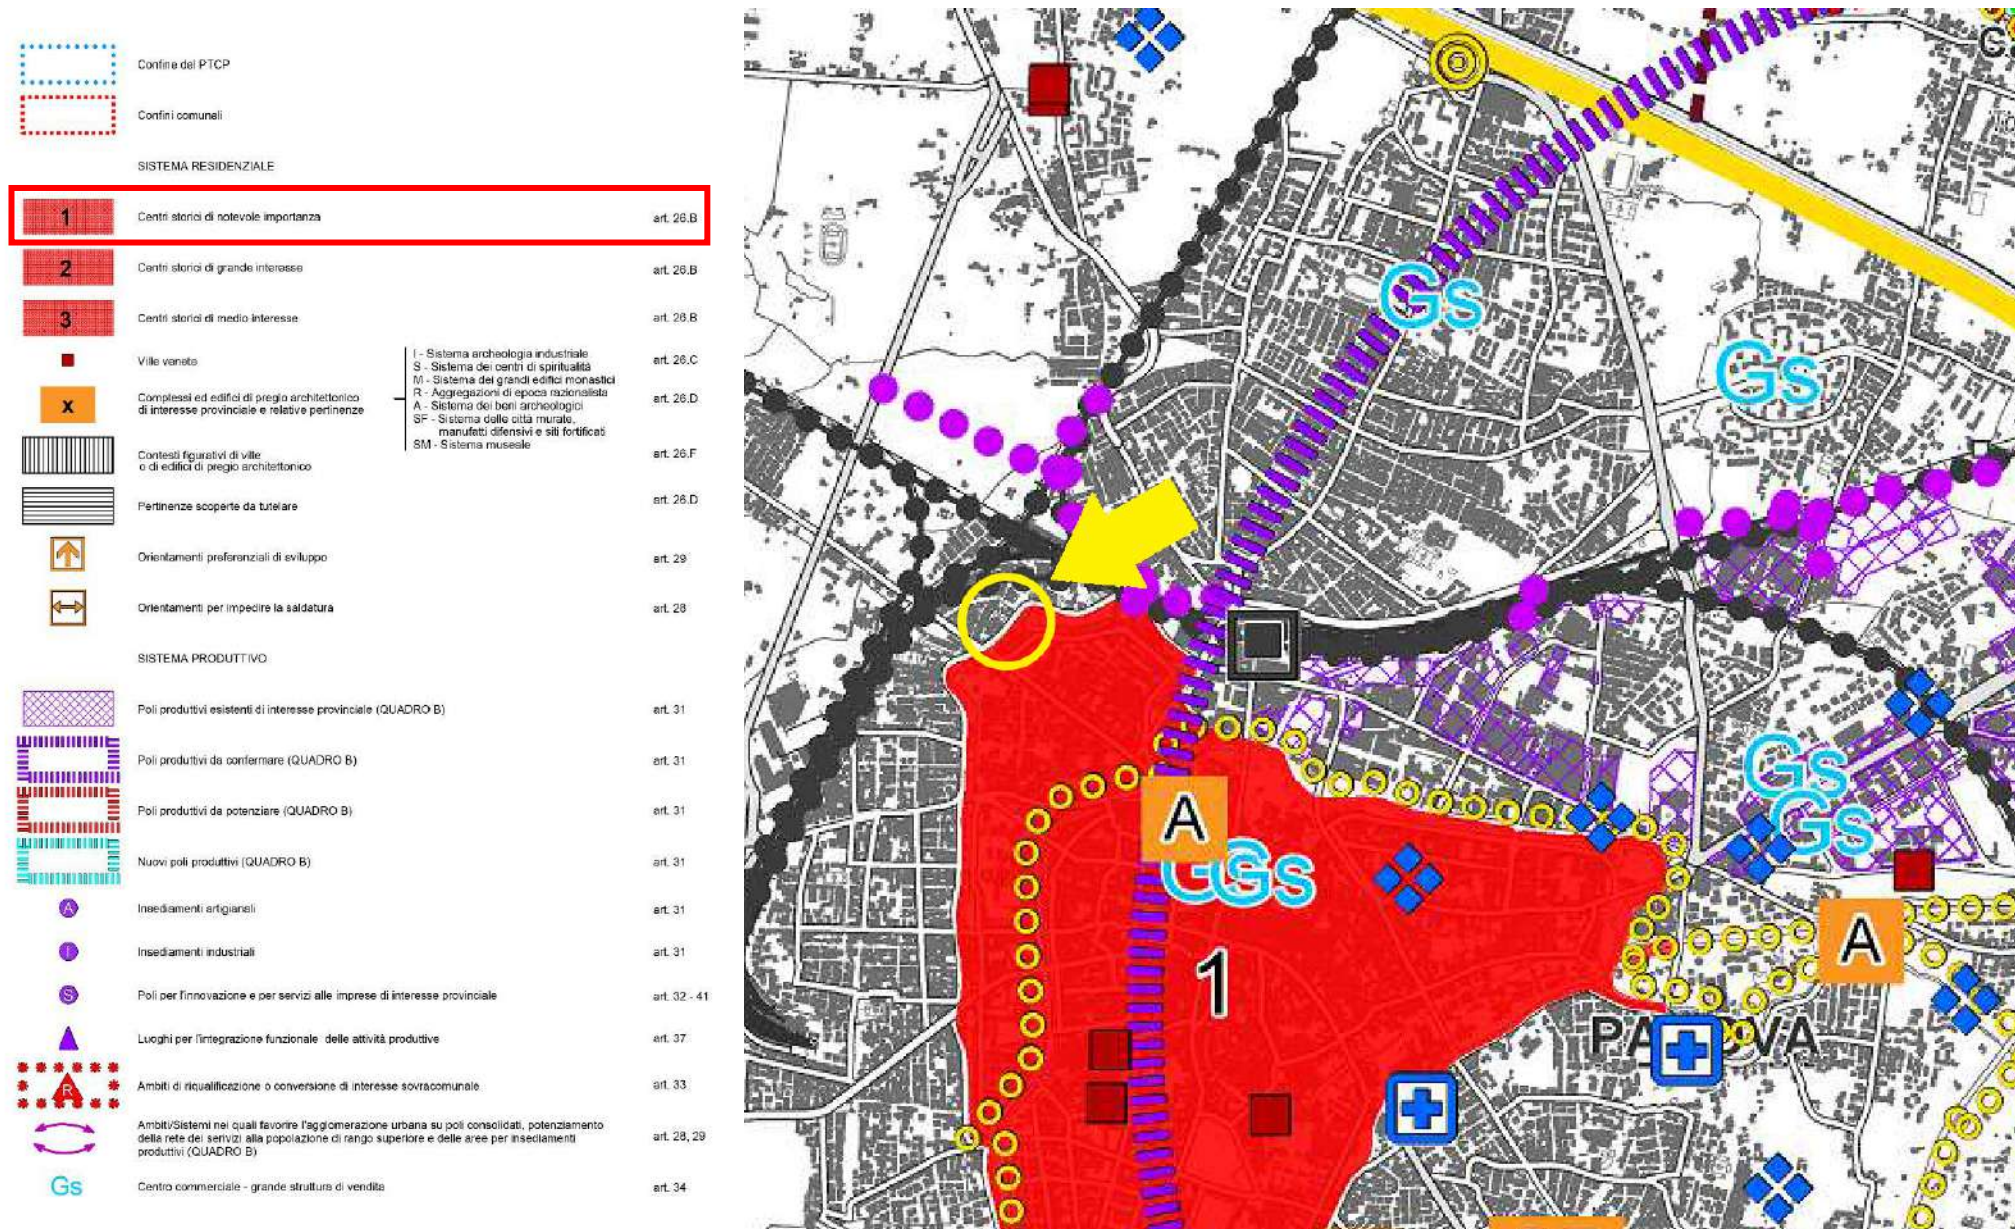 Confine del PTCP
Confini comunali
SISTEMA RESIDENZIALE
1 Centri storici di notevole importanza art. 26.B
2 Centri storici di grande interesse art. 26.B
3 Centri storici di medio interesse art. 26.B
Ville venete art. 26.C
x Complessi ed edifici di pregio architettonico
di interesse provinciale e relative pertinenze art. 26.D
I - Sistema archeologia industriale
S - Sistema dei centri di spiritualità
M - Sistema dei grandi edifici monastici
R - Aggregazioni di epoca razionalista
A - Sistema dei beni archeologici
SF - Sistema delle città murate,
manufatti difensivi e siti fortificati
SM - Sistema museale
Contesti figurativi di ville
o di edifici di pregio architettonico art. 26.F
Pertinenze scoperte da tutelare art. 26.D
Orientamenti preferenziali di sviluppo art. 29
Orientamenti per impedire la saldatura art. 28
SISTEMA PRODUTTIVO
Poli produttivi esistenti di interesse provinciale (QUADRO B) art. 31
Poli produttivi da confermare (QUADRO B) art. 31
Poli produttivi da potenziare (QUADRO B) art. 31
Nuovi poli produttivi (QUADRO B) art. 31
A Insediamenti artigianali art. 31
I Insediamenti industriali art. 31
S Poli per l'innovazione e per servizi alle imprese di interesse provinciale art. 32 - 41
Luoghi per l'integrazione funzionale delle attività produttive art. 37
R Ambiti di riqualificazione o conversione di interesse sovracomunale art. 33
Ambiti/Sistemi nei quali favorire l'agglomerazione urbana su poli consolidati, potenziamento
della rete dei serivizi alla popolazione di rango superiore e delle aree per insediamenti
produttivi (QUADRO B) art. 28, 29
Gs Centro commerciale - grande struttura di vendita art. 34
Gs
Gs
Gs
Gs
A
Gs
Gs
A
1